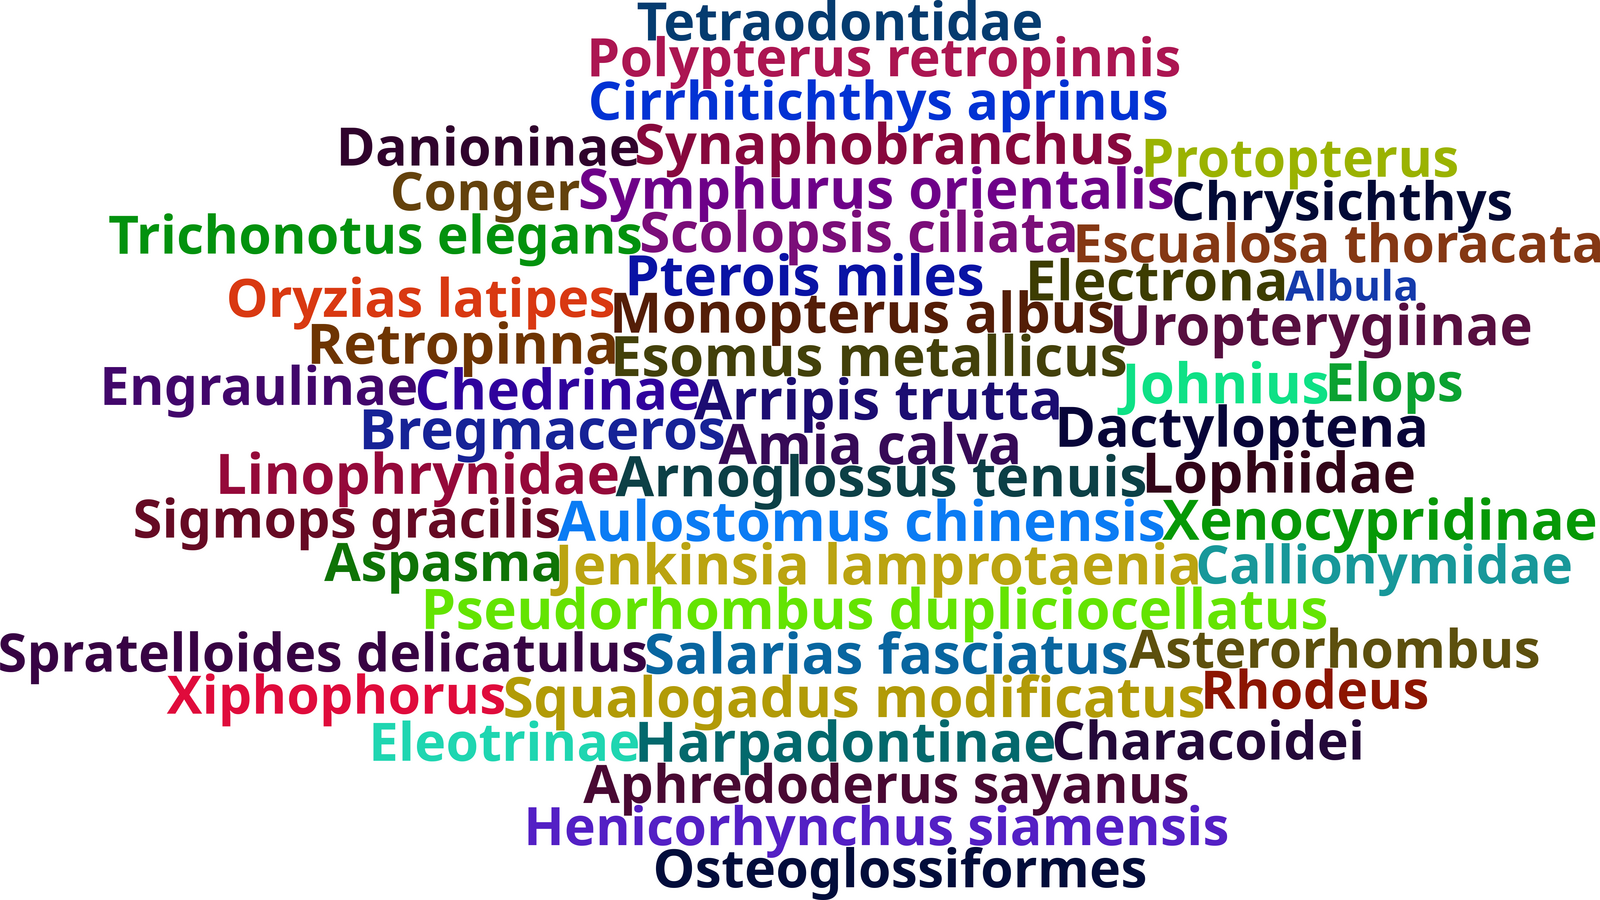 Tetraodontidae
Polypterus retropinnis
Cirrhitichthys aprinus
Danioninae Synaphobranchus Protopterus
Conger Symphurus orientalis Chrysichthys
Trichonotus elegans Scolopsis ciliata Escualosa thoracata
Oryzias latipes Pterois miles Electrona Albula
Retropinna Monopterus albus Uropterygiinae
Esomus metallicus
Engraulinae Chedrinae Arripis trutta Johnius Elops
Bregmaceros Amia calva Dactyloptena
Linophrynidae Arnoglossus tenuis Lophiidae
Sigmops gracilis Aulostomus chinensis Xenocypridinae
Aspasma Jenkinsia lamprotaenia Callionymidae
Pseudorhombus dupliciocellatus
Spratelloides delicatulus Salarias fasciatus Asterorhombus
Xiphophorus Squalogadus modificatus Rhodeus
Eleotrinae Harpadontinae Characoidei
Aphredoderus sayanus
Henicorhynchus siamensis
Osteoglossiformes